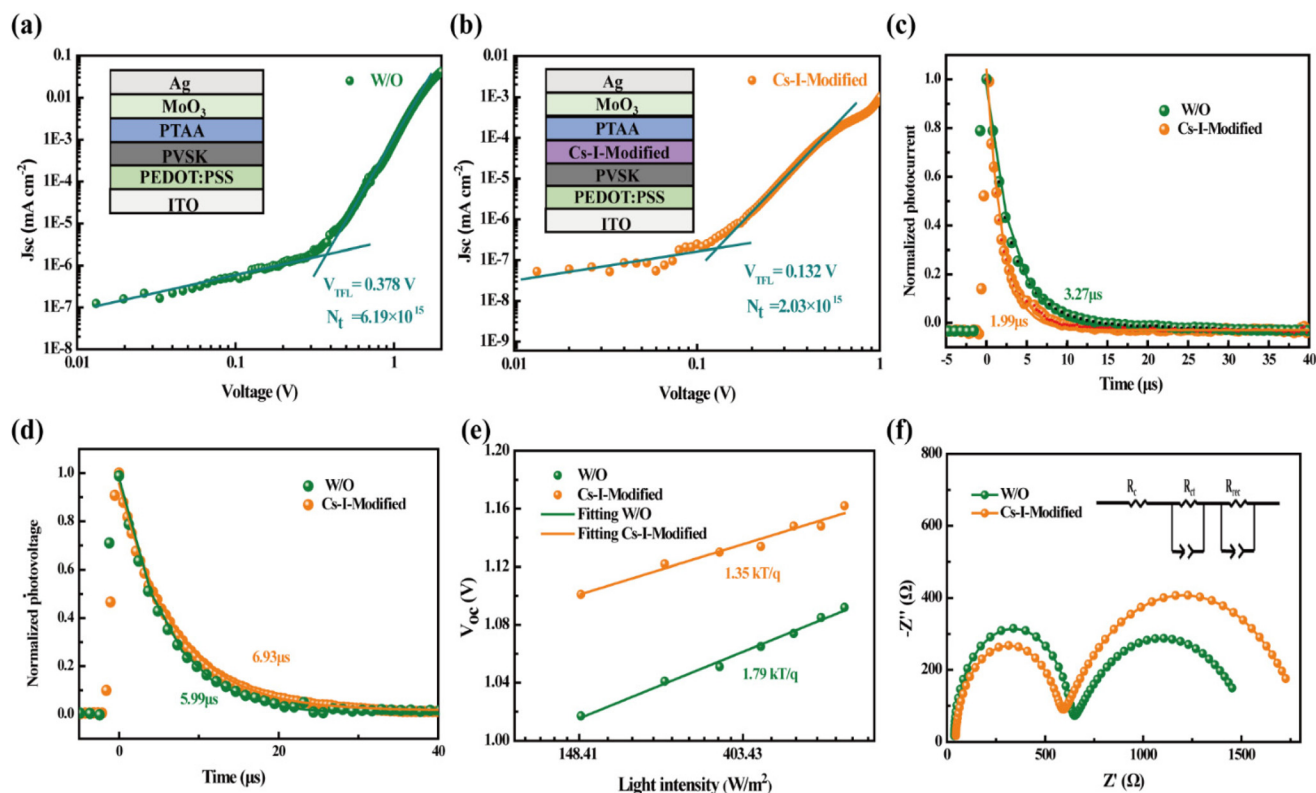 (a)
0.1
0.01
1E-3
1E-4
1E-5
1E-6
1E-7
1E-8
Jsc (mA cm⁻²)
Ag
MoO₃
PTAA
PVSK
PEDOT:PSS
ITO
W/O
V_TFL = 0.378 V
N_t =6.19×10¹⁵
0.01
0.1
1
Voltage (V)
(b)
0.01
1E-3
1E-4
1E-5
1E-6
1E-7
1E-8
1E-9
Jsc (mA cm⁻²)
Ag
MoO₃
PTAA
Cs-I-Modified
PVSK
PEDOT:PSS
ITO
Cs-I-Modified
V_TFL = 0.132 V
N_t =2.03×10¹⁵
0.01
0.1
1
Voltage (V)
(c)
1.0
0.8
0.6
0.4
0.2
0.0
Normalized photocurrent
W/O
Cs-I-Modified
3.27μs
1.99μs
-5
0
5
10
15
20
25
30
35
40
Time (μs)
(d)
1.0
0.8
0.6
0.4
0.2
0.0
Normalized photovoltage
W/O
Cs-I-Modified
6.93μs
5.99μs
0
20
40
Time (μs)
(e)
1.20
1.16
1.12
1.08
1.04
1.00
V_OC (V)
W/O
Cs-I-Modified
Fitting W/O
Fitting Cs-I-Modified
1.35 kT/q
1.79 kT/q
148.41
403.43
Light intensity (W/m²)
(f)
800
600
400
200
0
-Z'' (Ω)
W/O
Cs-I-Modified
R_c
R_ct
R_rec
0
500
1000
1500
Z' (Ω)